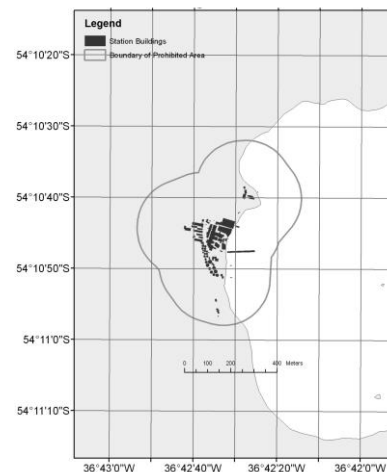 Legend
Station Buildings
Boundary of Prohibited Area
54°10'20"S
54°10'30"S
54°10'40"S
54°10'50"S
54°11'0"S
54°11'10"S
0 100 200 400 Meters
36°43'0"W 36°42'40"W 36°42'20"W 36°42'0"W